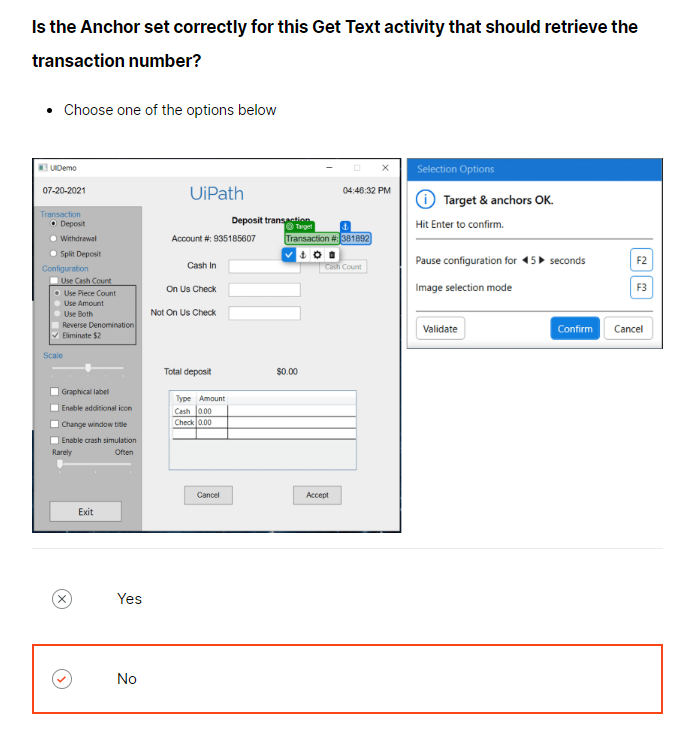 Is the Anchor set correctly for this Get Text activity that should retrieve the
transaction number?
Choose one of the options below
UIDemo
07-20-2021
UiPath
04:46:32 PM
Transaction
Deposit
Withdrawal
Split Deposit
Configuration
Use Cash Count
Use Piece Count
Use Amount
Use Both
Reverse Denomination
Eliminate $2
Scale
Graphical label
Enable additional icon
Change window title
Enable crash simulation
Rarely Often
Exit
Deposit transaction
Target
Account #: 935185607
Transaction #: 381892
Cash In
Cash Count
On Us Check
Not On Us Check
Total deposit $0.00
Type Amount
Cash 0.00
Check 0.00
Cancel Accept
Selection Options
Target & anchors OK.
Hit Enter to confirm.
Pause configuration for 5 seconds F2
Image selection mode F3
Validate Confirm Cancel
Yes
No